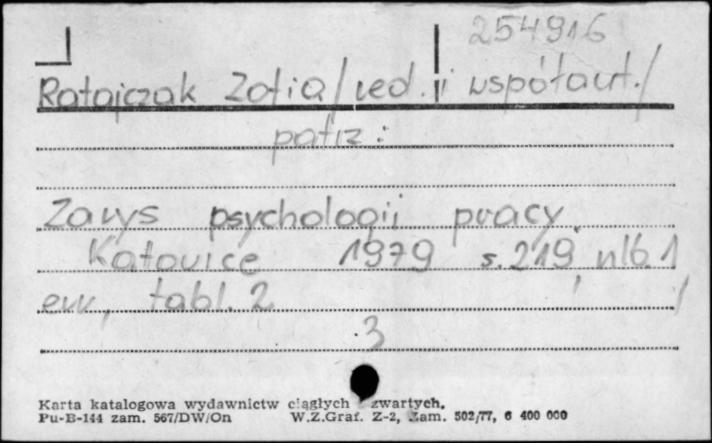 254916
Ratajczak Zofia /red. i współaut./
patrz:
Zarys psychologii pracy.
Katowice 1979 s. 219, nlb. 1
err, tabl. 2
3
Karta katalogowa wydawnictw ciągłych i zwartych.
Pu-B-144 zam. 567/DW/On W.Z.Graf. Z-2, Zam. 502/77, 6 400 000